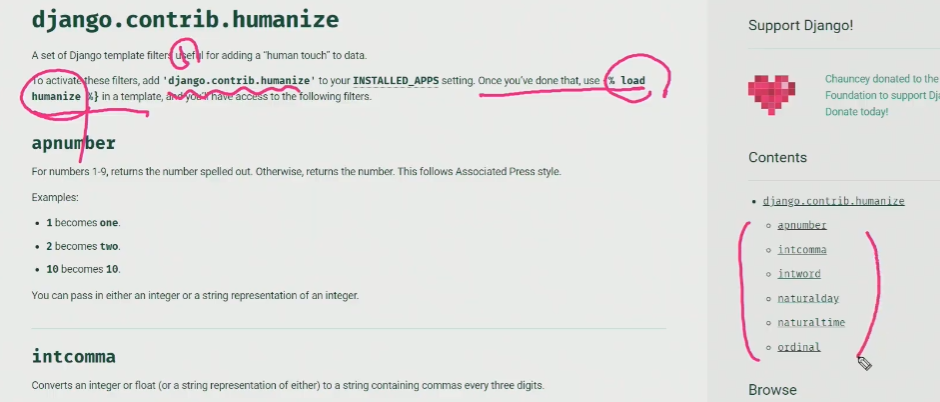 django.contrib.humanize
A set of Django template filters useful for adding a "human touch" to data.
To activate these filters, add 'django.contrib.humanize' to your INSTALLED_APPS setting. Once you've done that, use {% load
humanize %} in a template, and you'll have access to the following filters.
apnumber
For numbers 1-9, returns the number spelled out. Otherwise, returns the number. This follows Associated Press style.
Examples:
• 1 becomes one.
• 2 becomes two.
• 10 becomes 10.
You can pass in either an integer or a string representation of an integer.
intcomma
Converts an integer or float (or a string representation of either) to a string containing commas every three digits.
Support Django!
Chauncey donated to the
Foundation to support Dja
Donate today!
Contents
• django.contrib.humanize
◦ apnumber
◦ intcomma
◦ intword
◦ naturalday
◦ naturaltime
◦ ordinal
Browse